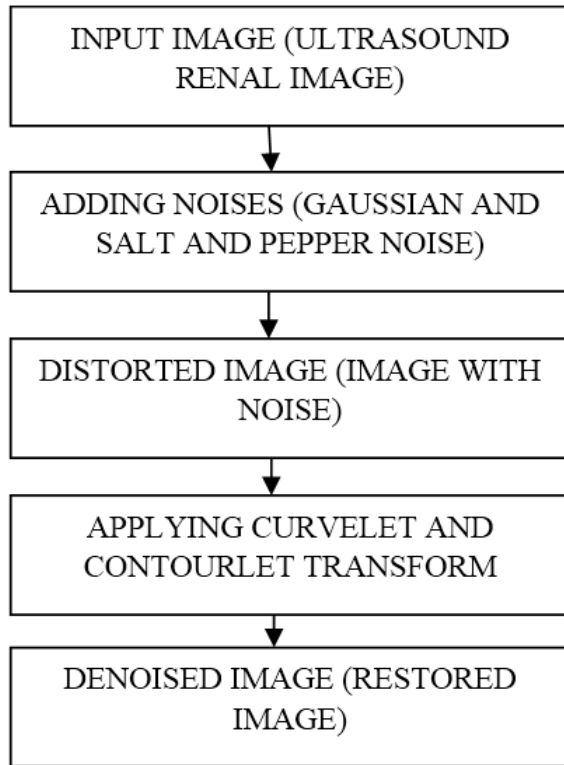 INPUT IMAGE (ULTRASOUND
RENAL IMAGE)
ADDING NOISES (GAUSSIAN AND
SALT AND PEPPER NOISE)
DISTORTED IMAGE (IMAGE WITH
NOISE)
APPLYING CURVELET AND
CONTOURLET TRANSFORM
DENOISED IMAGE (RESTORED
IMAGE)